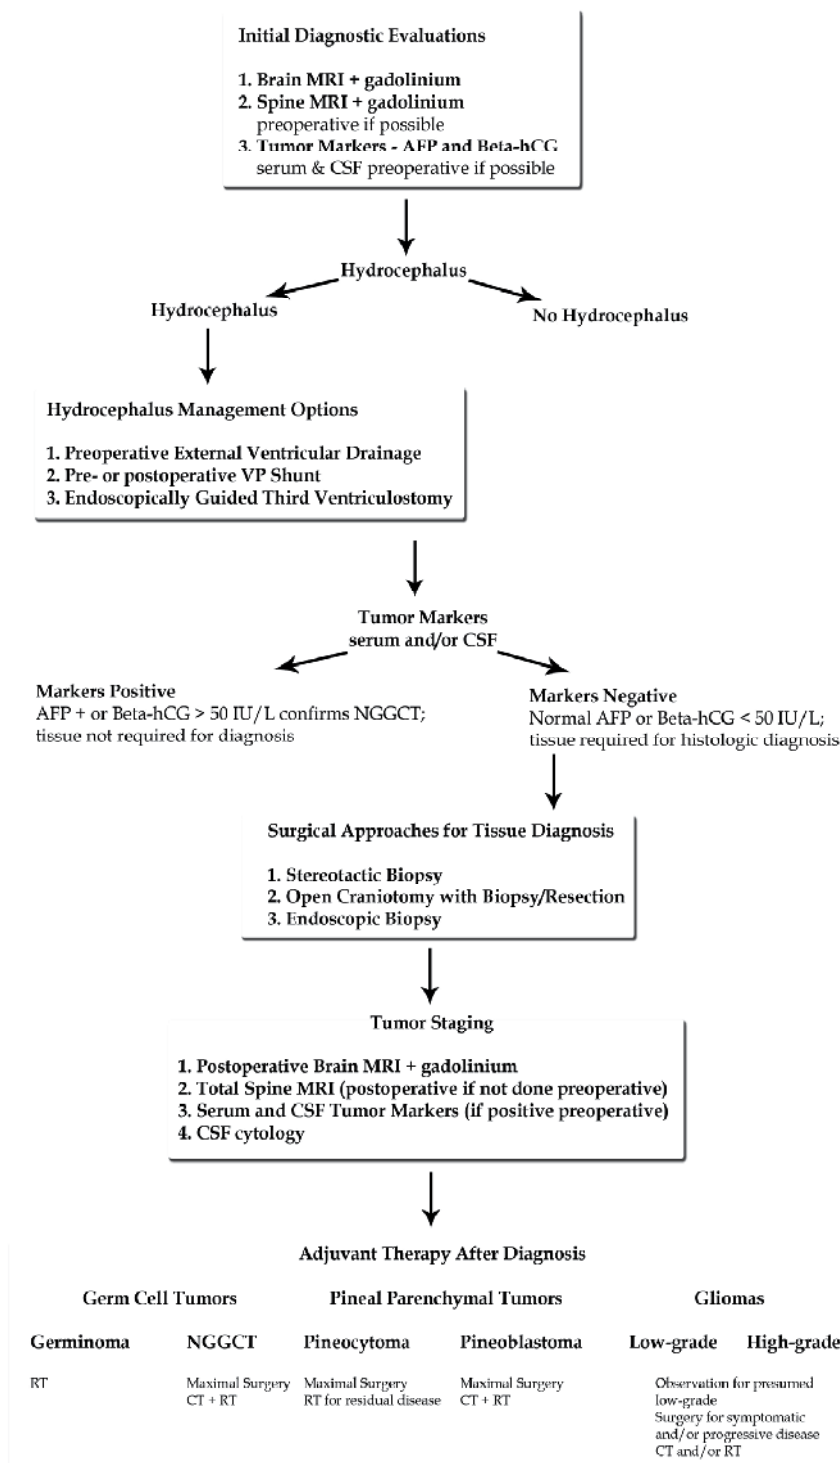 Initial Diagnostic Evaluations
1. Brain MRI + gadolinium
2. Spine MRI + gadolinium
preoperative if possible
3. Tumor Markers - AFP and Beta-hCG
serum & CSF preoperative if possible
Hydrocephalus
Hydrocephalus
No Hydrocephalus
Hydrocephalus Management Options
1. Preoperative External Ventricular Drainage
2. Pre- or postoperative VP Shunt
3. Endoscopically Guided Third Ventriculostomy
Tumor Markers
serum and/or CSF
Markers Positive
AFP + or Beta-hCG > 50 IU/L confirms NGGCT;
tissue not required for diagnosis
Markers Negative
Normal AFP or Beta-hCG < 50 IU/L;
tissue required for histologic diagnosis
Surgical Approaches for Tissue Diagnosis
1. Stereotactic Biopsy
2. Open Craniotomy with Biopsy/Resection
3. Endoscopic Biopsy
Tumor Staging
1. Postoperative Brain MRI + gadolinium
2. Total Spine MRI (postoperative if not done preoperative)
3. Serum and CSF Tumor Markers (if positive preoperative)
4. CSF cytology
Adjuvant Therapy After Diagnosis
Germ Cell Tumors Pineal Parenchymal Tumors Gliomas
Germinoma NGGCT Pineocytoma Pineoblastoma Low-grade High-grade
RT
Maximal Surgery
CT + RT
Maximal Surgery
RT for residual disease
Maximal Surgery
CT + RT
Observation for presumed
low-grade
Surgery for symptomatic
and/or progressive disease
CT and/or RT